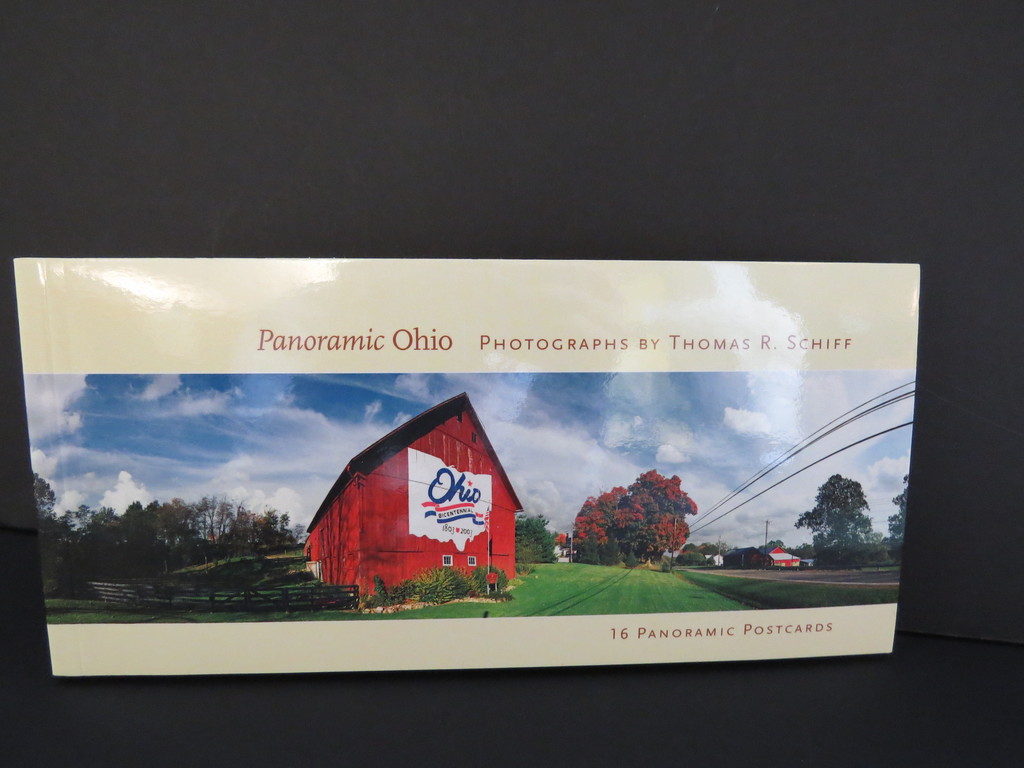 Panoramic Ohio PHOTOGRAPHS BY THOMAS R. SCHIFF
Ohio
BICENTENNIAL
1803 2003
16 PANORAMIC POSTCARDS